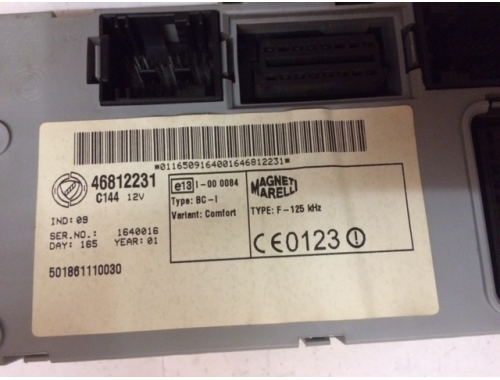 *0116509164001646812231*
46812231
C144 12V
IND: 09
SER.NO.: 1640016
DAY: 165 YEAR: 01
501861110030
e13 1-00 0084
Type: BC-I
Variant: Comfort
MAGNETI
MARELLI
TYPE: F-125 kHz
CE0123